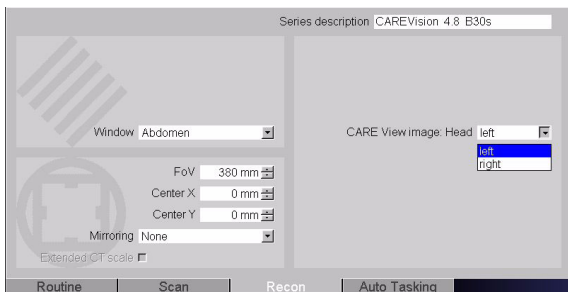 Series description CAREVision 4.8 B30s
Window Abdomen
CARE View image: Head left
left
right
FoV 380 mm
Center X 0 mm
Center Y 0 mm
Mirroring None
Extended CT scale
Routine Scan Recon Auto Tasking